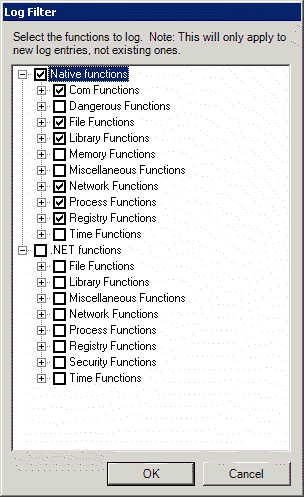 Log Filter
Select the functions to log.  Note: This will only apply to
new log entries, not existing ones.
Native functions
Com Functions
Dangerous Functions
File Functions
Library Functions
Memory Functions
Miscellaneous Functions
Network Functions
Process Functions
Registry Functions
Time Functions
.NET functions
File Functions
Library Functions
Miscellaneous Functions
Network Functions
Process Functions
Registry Functions
Security Functions
Time Functions
OK
Cancel